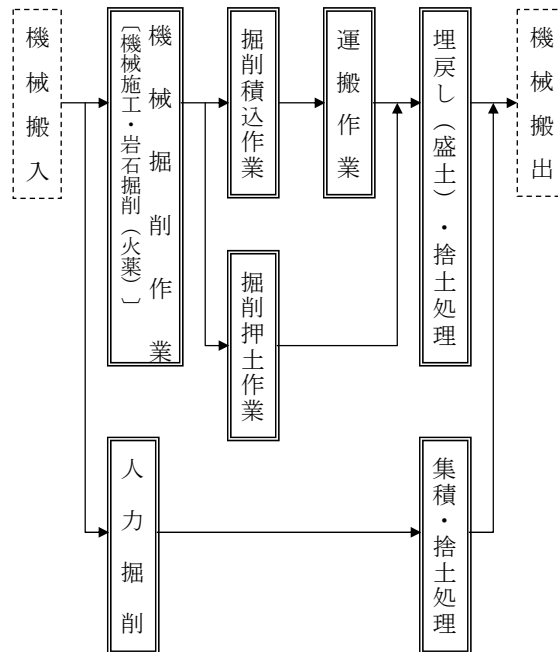 機械搬入
機械掘削作業
〔機械施工・岩石掘削（火薬）〕
掘削積込作業
運搬作業
埋戻し（盛土）・捨土処理
機械搬出
掘削押土作業
人力掘削
集積・捨土処理